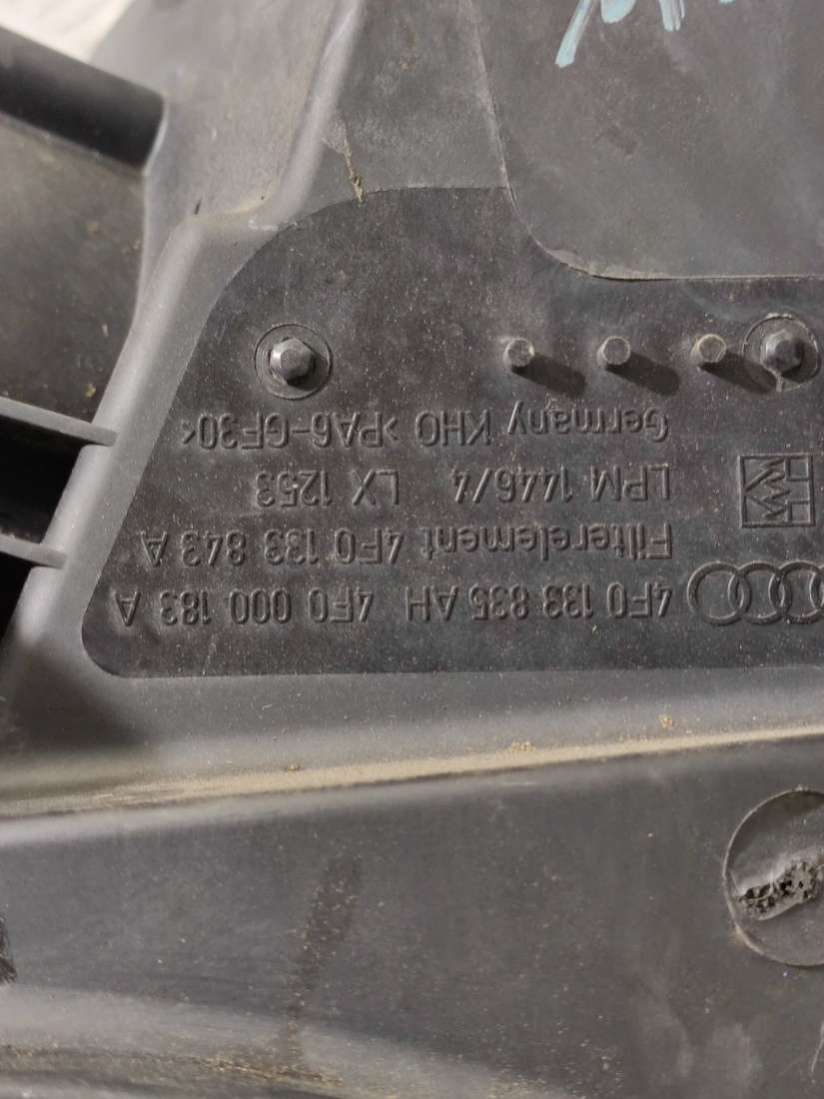 4F0 133 835 AH 4F0 000 183 A
Filterelement 4F0 133 843 A
LPM 1446/4 LX 1253
Germany KHO >PA6-GF30<